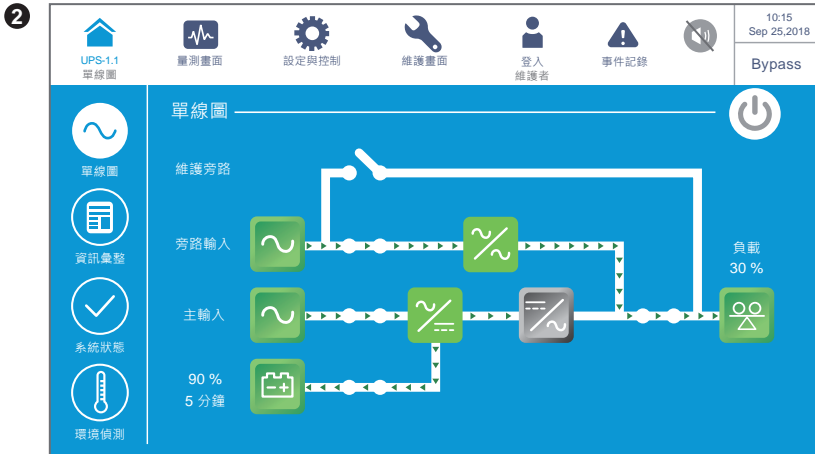 2
10:15
Sep 25,2018
Bypass
UPS-1.1
單線圖
量測畫面
設定與控制
維護畫面
登入
維護者
事件記錄
單線圖
資訊彙整
系統狀態
環境偵測
單線圖
維護旁路
旁路輸入
主輸入
90 %
5 分鐘
負載
30 %